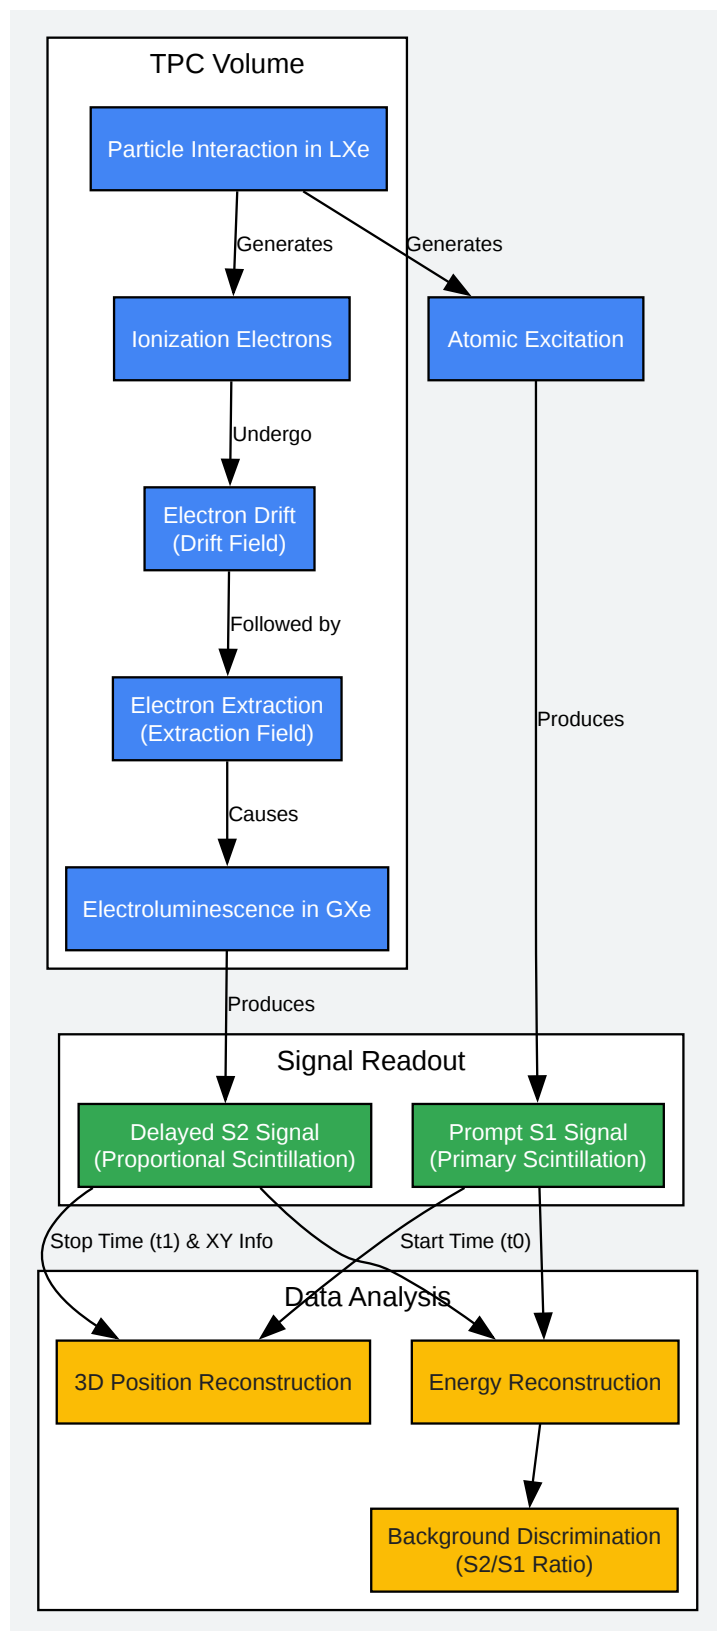 TPC Volume
Particle Interaction in LXe
Generates
Generates
Ionization Electrons
Atomic Excitation
Undergo
Electron Drift
(Drift Field)
Followed by
Electron Extraction
(Extraction Field)
Produces
Causes
Electroluminescence in GXe
Produces
Signal Readout
Delayed S2 Signal
(Proportional Scintillation)
Prompt S1 Signal
(Primary Scintillation)
Stop Time (t1) & XY Info
Start Time (t0)
Data Analysis
3D Position Reconstruction
Energy Reconstruction
Background Discrimination
(S2/S1 Ratio)